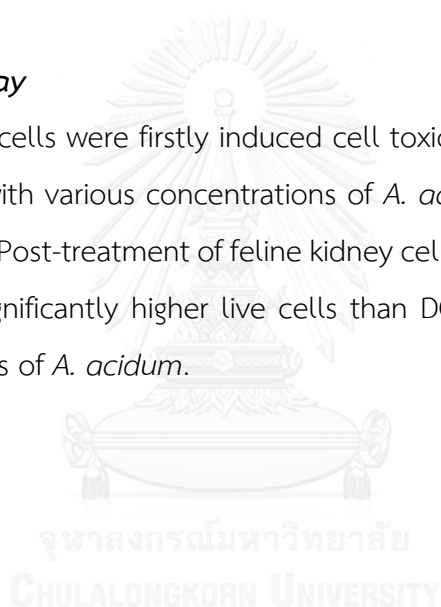 ay
cells were firstly induced cell toxic
ith various concentrations of A. ac
Post-treatment of feline kidney cel
gnificantly higher live cells than D
s of A. acidum.
จุฬาลงกรณ์มหาวิทยาลัย
CHULALONGKORN UNIVERSITY